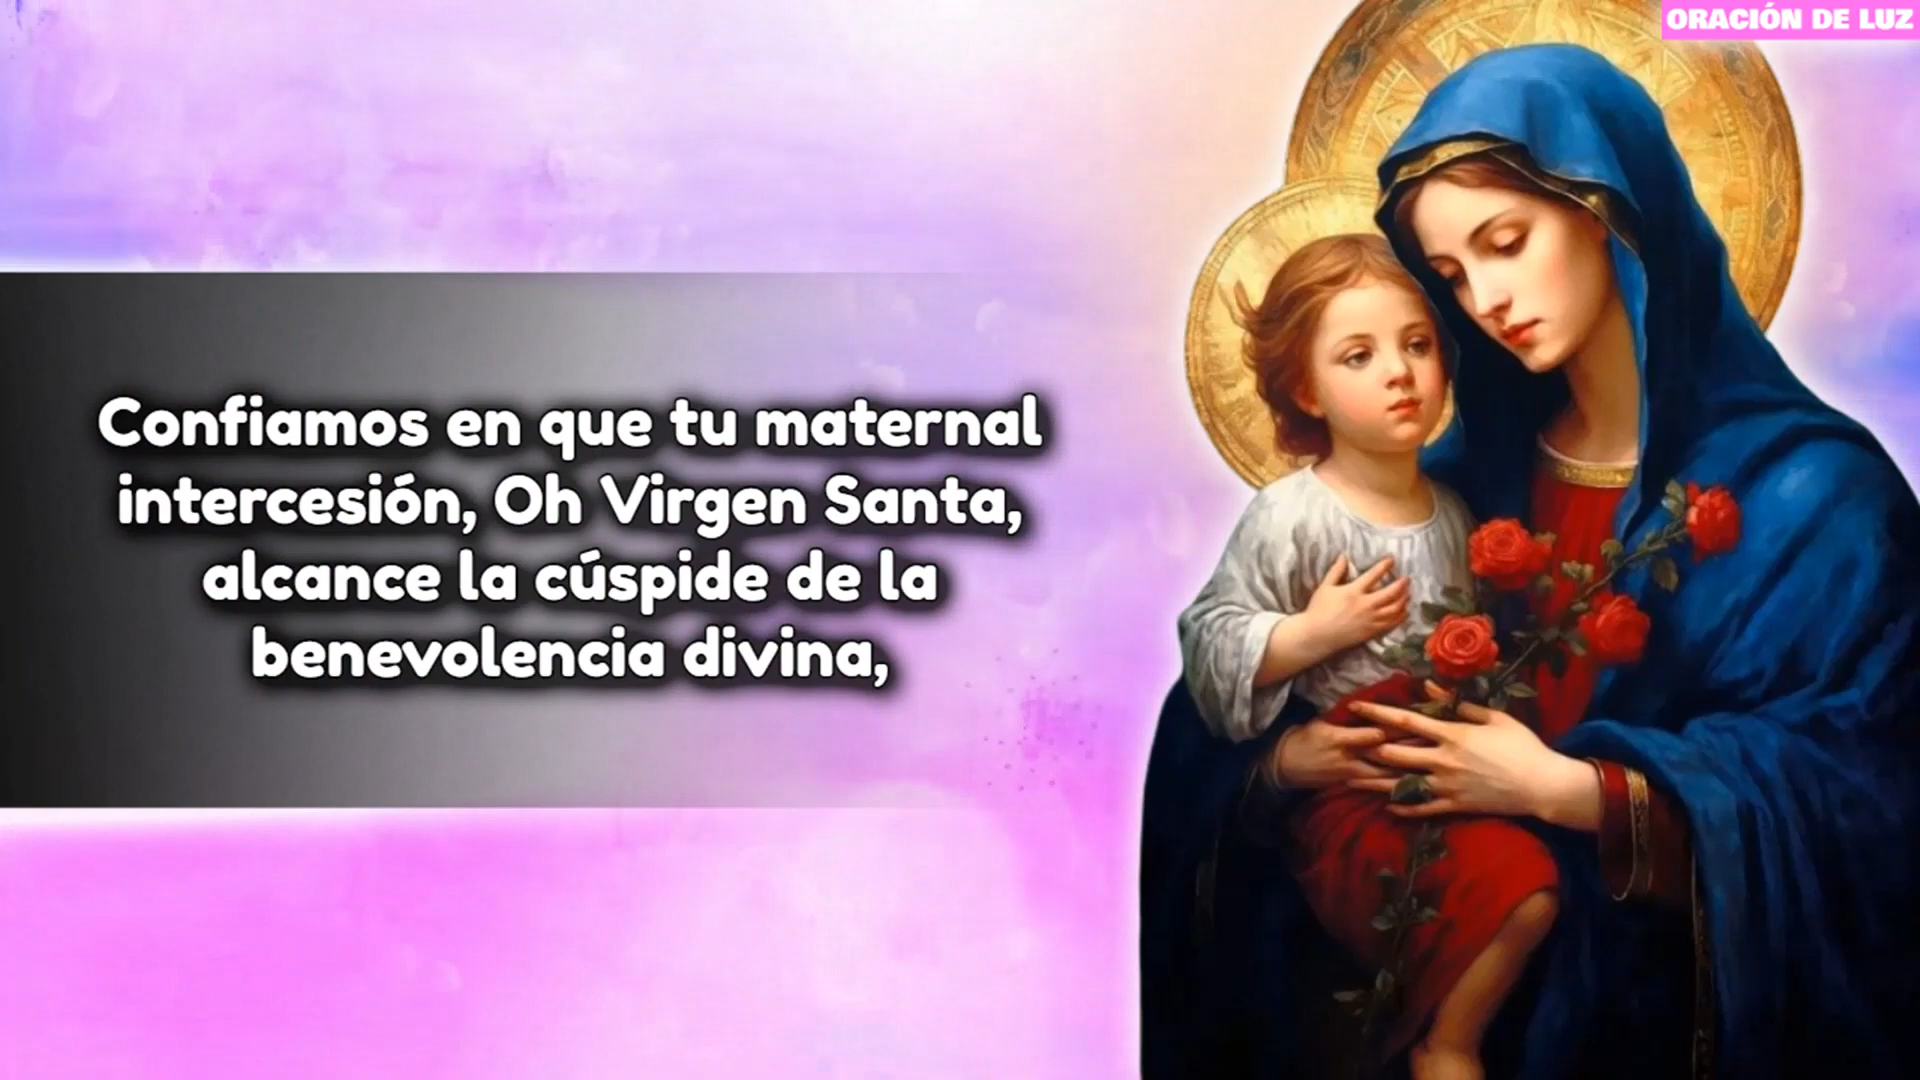 ORACIÓN DE LUZ
Confiamos en que tu maternal
intercesión, Oh Virgen Santa,
alcance la cúspide de la
benevolencia divina,